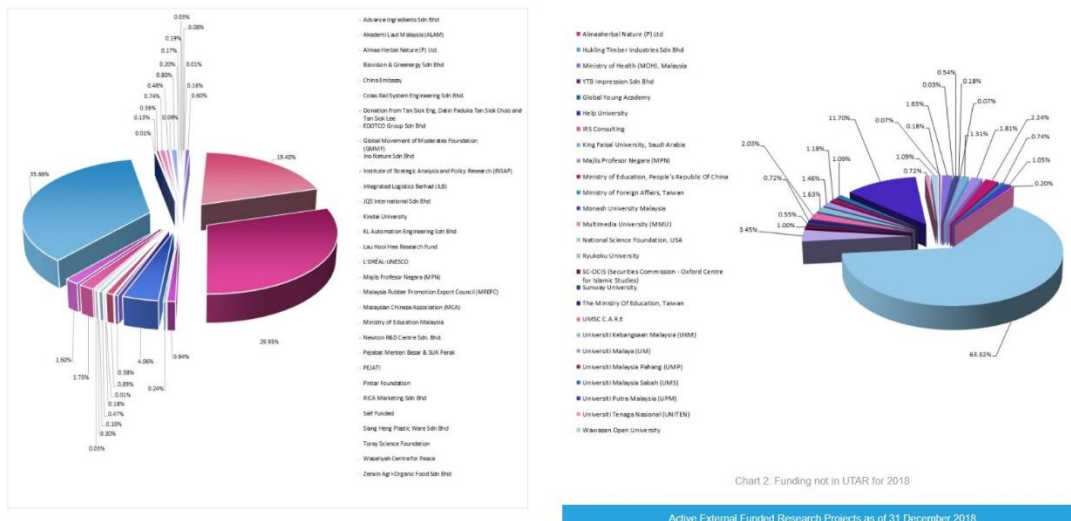 0.03%
0.08%
0.19%
0.17%
0.01%
0.20%
0.80%
0.16%
0.48%
0.60%
0.74%
0.38%
0.09%
0.13%
0.01%
19.40%
35.66%
29.93%
1.60%
4.06%
0.94%
1.73%
0.38%
0.24%
0.89%
0.01%
0.18%
0.47%
0.10%
0.30%
0.03%
- Advance Ingredients Sdn Bhd
- Akademi Laut Malaysia (ALAM)
- Almaa Herbal Nature (P) Ltd.
- Biovision & Greenergy Sdn Bhd
- China Embassy
- Colas Rail System Engineering Sdn Bhd.
- Donation from Tan Siok Eng, Datin Paduka Tan Siok Choo and
Tan Siok Lee
- EDOTCO Group Sdn Bhd
- Global Movement of Moderates Foundation
(GMMF)
- Ino Nature Sdn Bhd
- Institute of Strategic Analysis and Policy Research (INSAP)
- Integrated Logistics Berhad (ILB)
- JQS International Sdn Bhd
- Kindai University
- KL Automation Engineering Sdn Bhd
- Lau Hooi Hee Research Fund
- L'ORÉAL-UNESCO
- Majlis Profesor Negara (MPN)
- Malaysia Rubber Promotion Export Council (MREPC)
- Malaysian Chinese Association (MCA)
- Ministry of Education Malaysia
- Newton R&D Centre Sdn. Bhd.
- Pejabat Menteri Besar & SUK Perak
- PEJATI
- Pintar Foundation
- RICA Marketing Sdn Bhd
- Self Funded
- Siang Heng Plastic Ware Sdn Bhd
- Toray Science Foundation
- Wasatiyah Centre for Peace
- Zenxin Agri-Organic Food Sdn Bhd
Almaaherbal Nature (P) Ltd
Hukling Timber Industries Sdn Bhd
Ministry of Health (MOH), Malaysia
YTB Impression Sdn Bhd
Global Young Academy
Help University
IRS Consulting
King Faisal University, Saudi Arabia
Majlis Profesor Negara (MPN)
Ministry of Education, People's Republic Of China
Ministry of Foreign Affairs, Taiwan
Monash University Malaysia
Multimedia University (MMU)
National Science Foundation, USA
Ryukoku University
SC-OCIS (Securities Commission - Oxford Centre
for Islamic Studies)
Sunway University
The Ministry Of Education, Taiwan
UMSC C.A.R.E
Universiti Kebangsaan Malaysia (UKM)
Universiti Malaya (UM)
Universiti Malaysia Pahang (UMP)
Universiti Malaysia Sabah (UMS)
Universiti Putra Malaysia (UPM)
Universiti Tenaga Nasional (UNITEN)
Wawasan Open University
0.54%
0.03%
0.18%
1.63%
0.07%
11.70%
0.07%
0.18%
1.31%
1.81%
2.24%
0.74%
2.03%
1.18%
1.09%
1.09%
1.05%
0.72%
1.46%
0.72%
1.63%
0.20%
0.55%
1.00%
3.45%
63.32%
Chart 2: Funding not in UTAR for 2018
Active External Funded Research Projects as of 31 December 2018